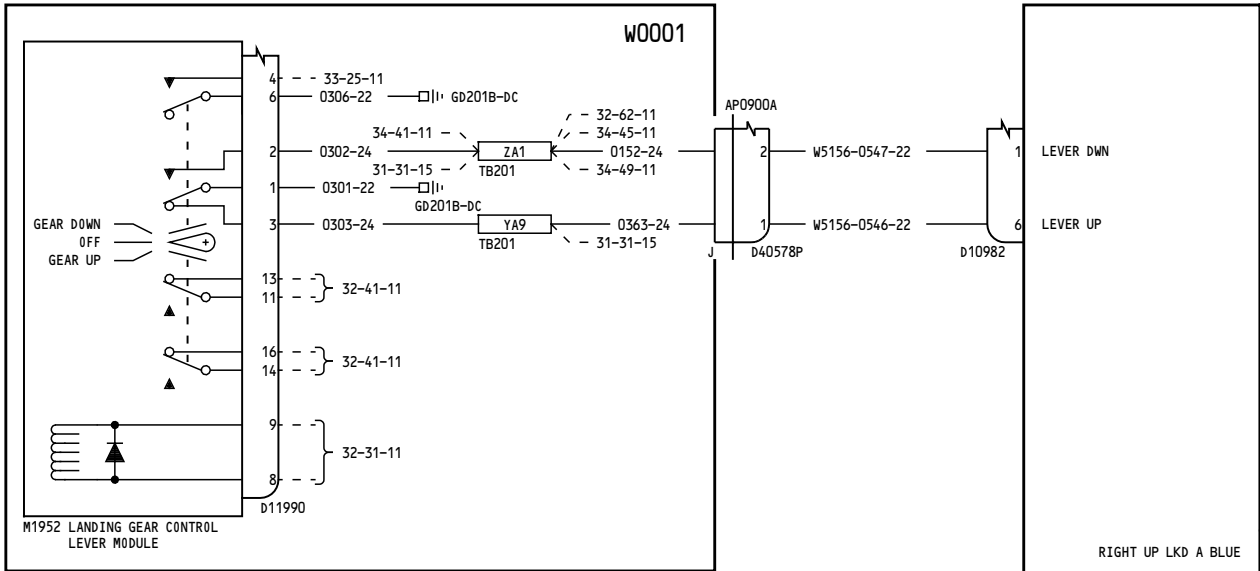 W0001
AP0900A
4 33-25-11
6 0306-22 GD201B-DC
32-62-11
34-41-11 34-45-11
2 0302-24 ZA1 0152-24 2 W5156-0547-22 1 LEVER DWN
31-31-15 TB201 34-49-11
1 0301-22
GD201B-DC
GEAR DOWN 3 0303-24 YA9 0363-24 1 W5156-0546-22 6 LEVER UP
OFF TB201 31-31-15
J D40578P D10982
GEAR UP
13
32-41-11
11
16
32-41-11
14
9
32-31-11
8
D11990
M1952 LANDING GEAR CONTROL
LEVER MODULE
RIGHT UP LKD A BLUE